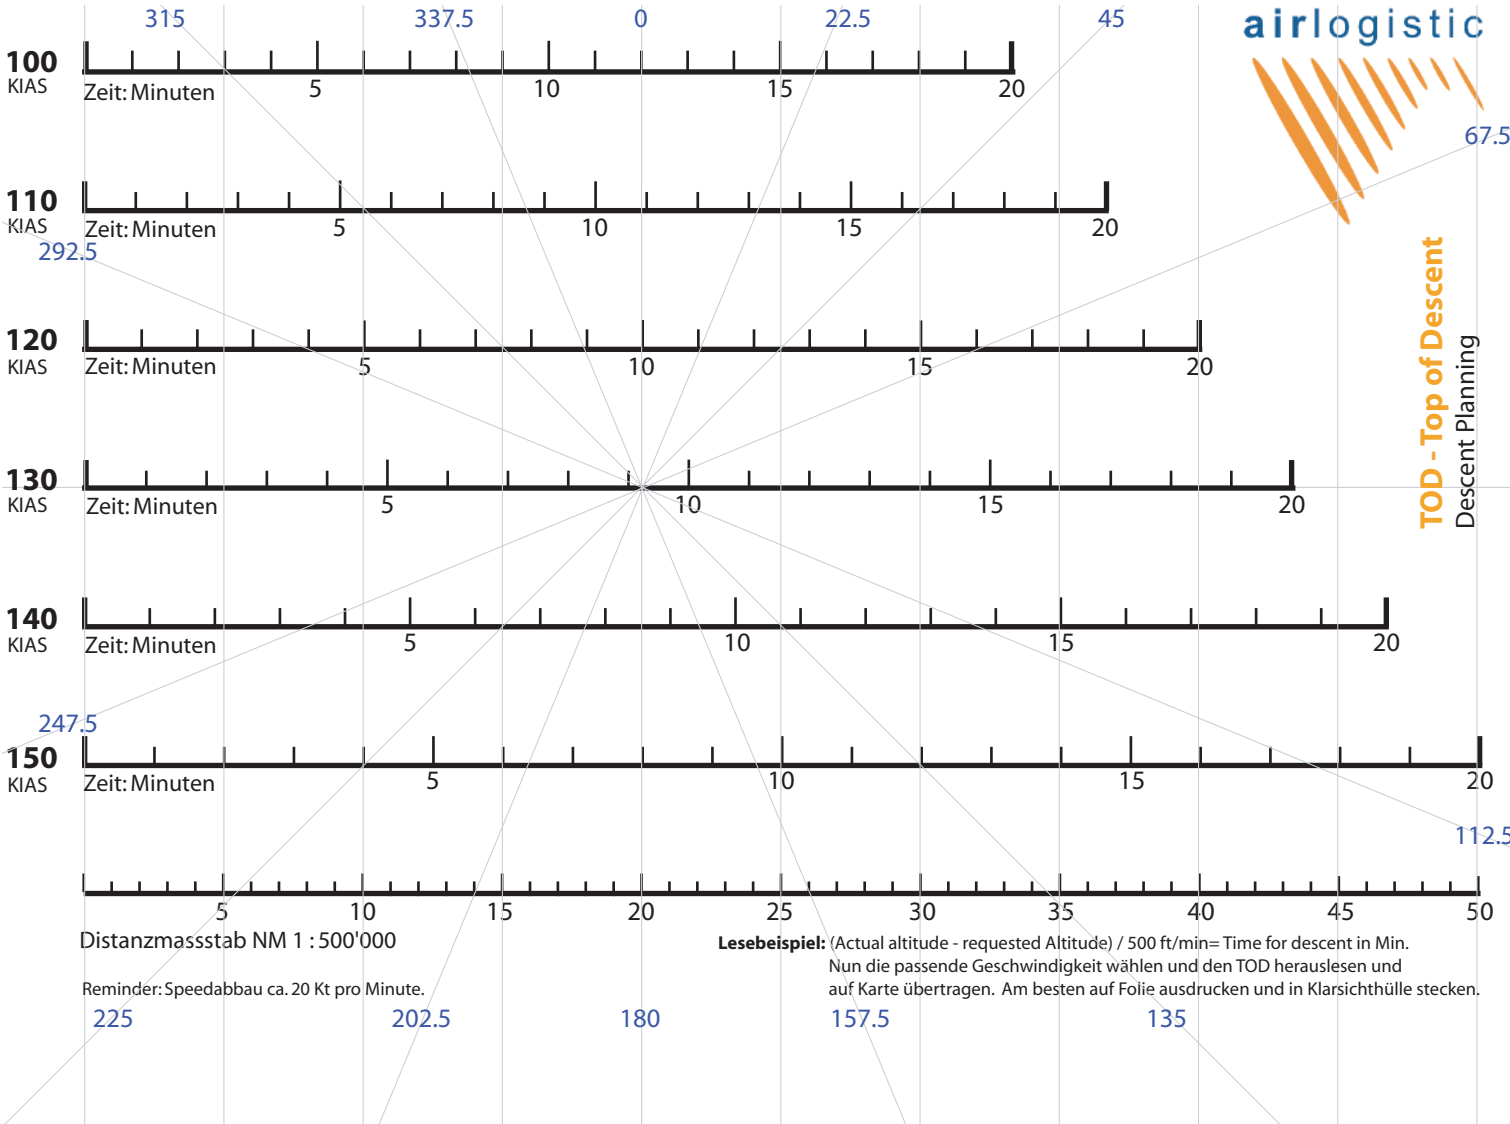 315 337.5 0 22.5 45
airlogistic
100
KIAS
Zeit: Minuten 5 10 15 20
67.5
110
KIAS
Zeit: Minuten 5 10 15 20
292.5
120
KIAS
Zeit: Minuten 5 10 15 20
TOD - Top of Descent
Descent Planning
130
KIAS
Zeit: Minuten 5 10 15 20
140
KIAS
Zeit: Minuten 5 10 15 20
247.5
150
KIAS
Zeit: Minuten 5 10 15 20
112.5
5 10 15 20 25 30 35 40 45 50
Distanzmassstab NM 1 : 500'000
Reminder: Speedabbau ca. 20 Kt pro Minute.
Lesebeispiel: (Actual altitude - requested Altitude) / 500 ft/min= Time for descent in Min.
Nun die passende Geschwindigkeit wählen und den TOD herauslesen und
auf Karte übertragen. Am besten auf Folie ausdrucken und in Klarsichthülle stecken.
225 202.5 180 157.5 135